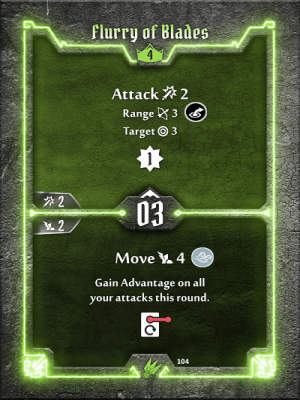 Flurry of Blades
4
Attack 2
Range 3
Target 3
1
2
03
2
Move 4
Gain Advantage on all
your attacks this round.
104